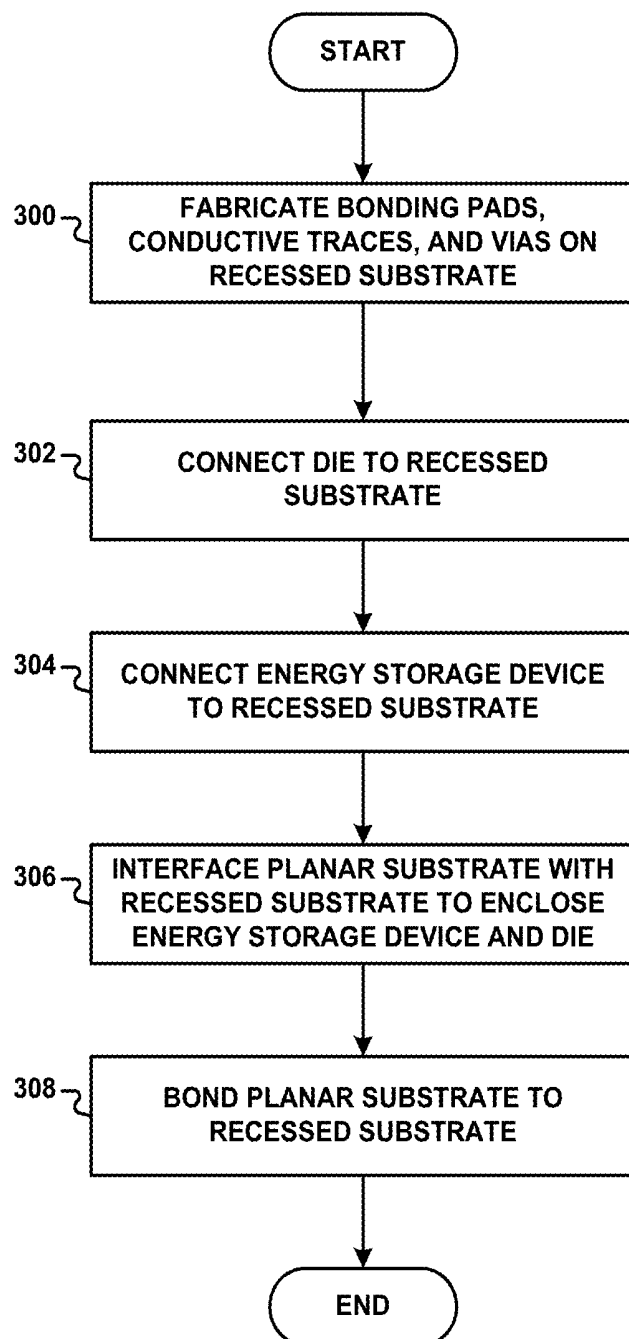 START
300
FABRICATE BONDING PADS,
CONDUCTIVE TRACES, AND VIAS ON
RECESSED SUBSTRATE
302
CONNECT DIE TO RECESSED
SUBSTRATE
304
CONNECT ENERGY STORAGE DEVICE
TO RECESSED SUBSTRATE
306
INTERFACE PLANAR SUBSTRATE WITH
RECESSED SUBSTRATE TO ENCLOSE
ENERGY STORAGE DEVICE AND DIE
308
BOND PLANAR SUBSTRATE TO
RECESSED SUBSTRATE
END